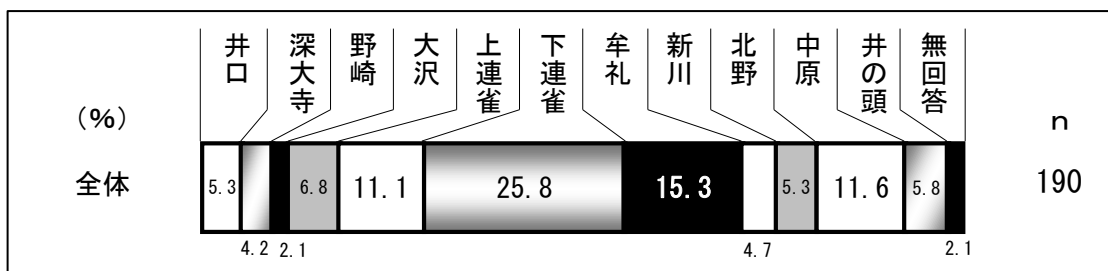 井口 深大寺 野崎 大沢 上連雀 下連雀 牟礼 新川 北野 中原 井の頭 無回答
(%) n
全体 5.3 6.8 11.1 25.8 15.3 5.3 11.6 5.8 190
4.2 2.1 4.7 2.1